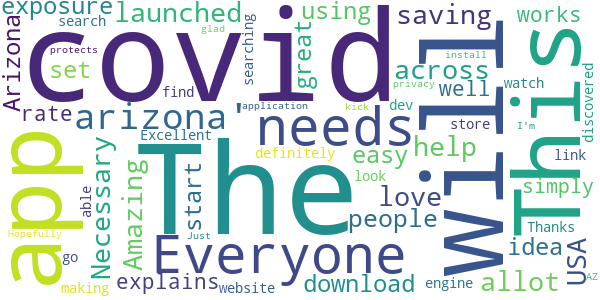 exposure
launched
using
saving
works
search
covid
This
Arizona
glad
protects
searching
great
install
set
across
privacy
find
kick
well
watch
discovered
rate
arizona
'
application
needs
dev
store
I'm
app
Excellent
The
Will
link
Necessary
Amazing
start
definitely
easy
help
look
simply
able
love
idea
people
Thanks
Hopefully
Just
Everyone
USA
go
explains
website
download
engine
allot
AZ
making